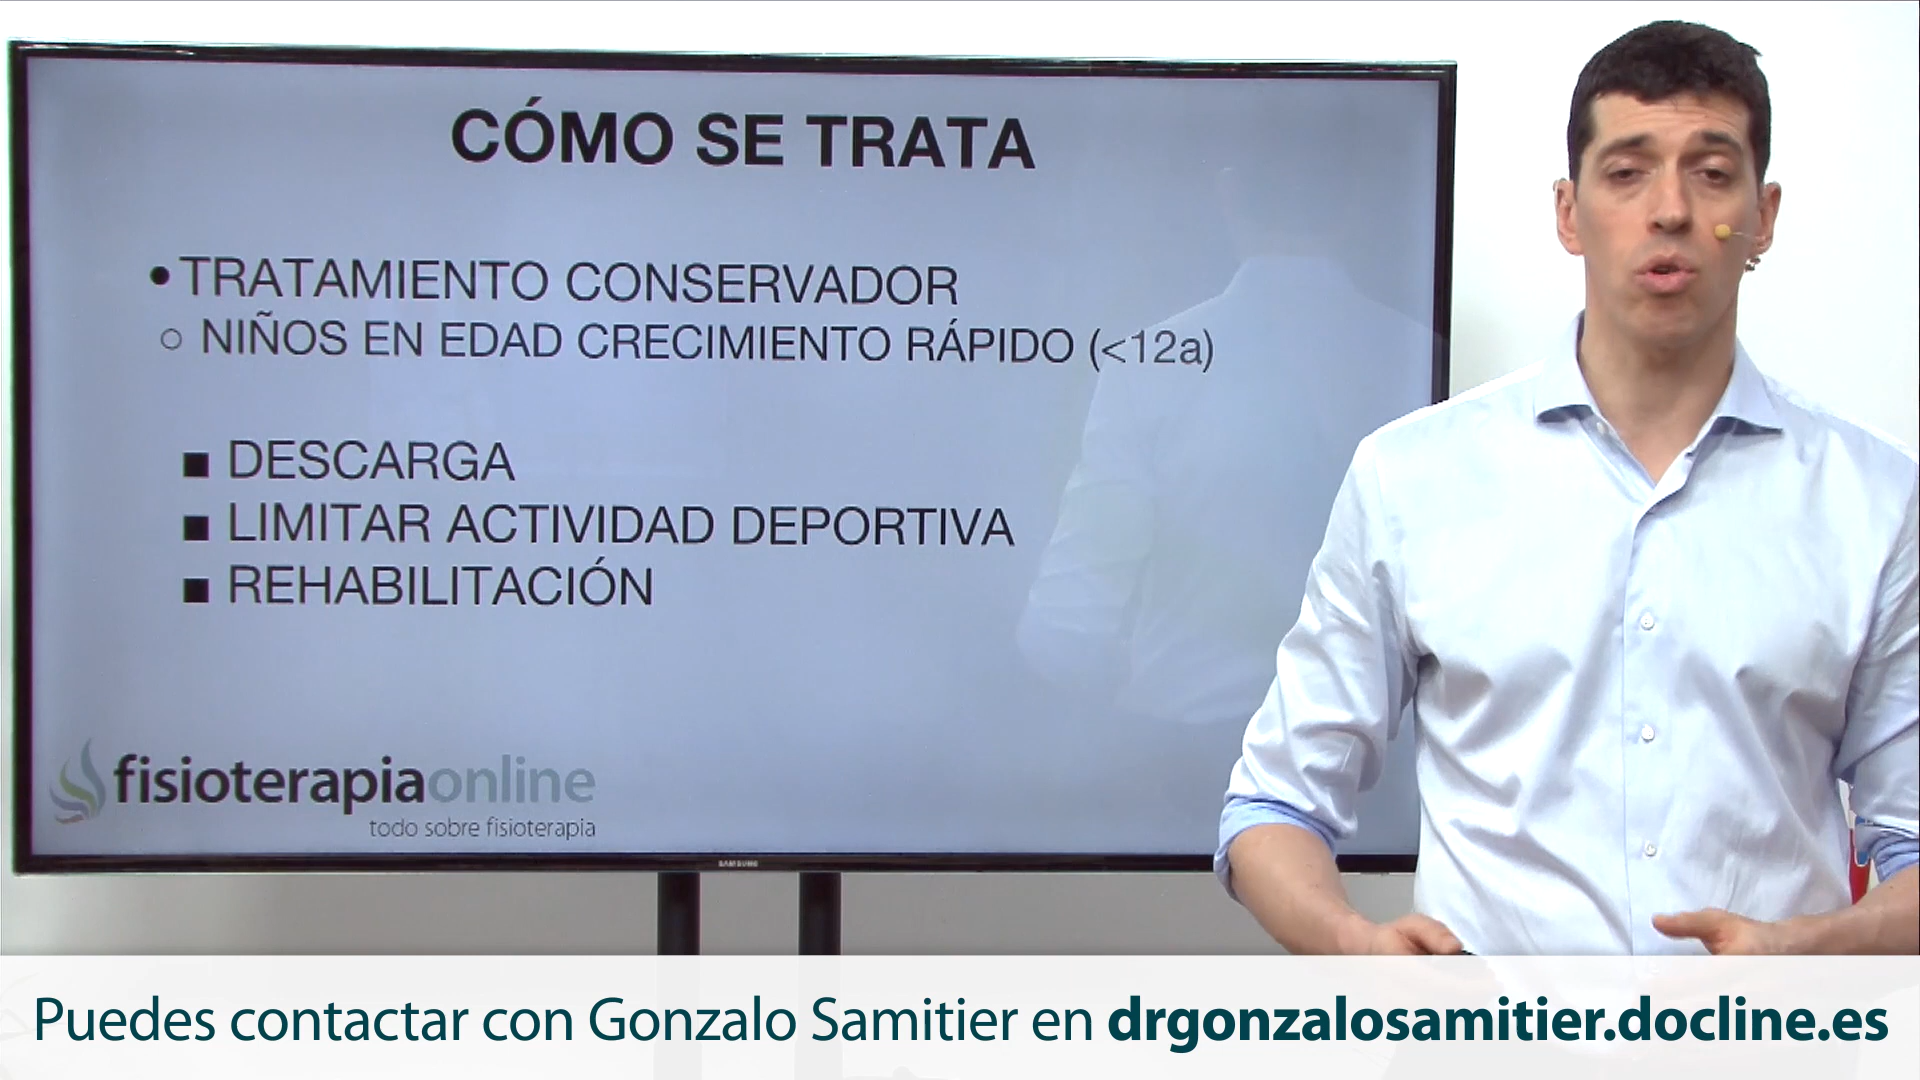 CÓMO SE TRATA
• TRATAMIENTO CONSERVADOR
○ NIÑOS EN EDAD CRECIMIENTO RÁPIDO (<12a)
■ DESCARGA
■ LIMITAR ACTIVIDAD DEPORTIVA
■ REHABILITACIÓN
fisioterapiaonline
todo sobre fisioterapia
SAMSUNG
Puedes contactar con Gonzalo Samitier en drgonzalosamitier.docline.es